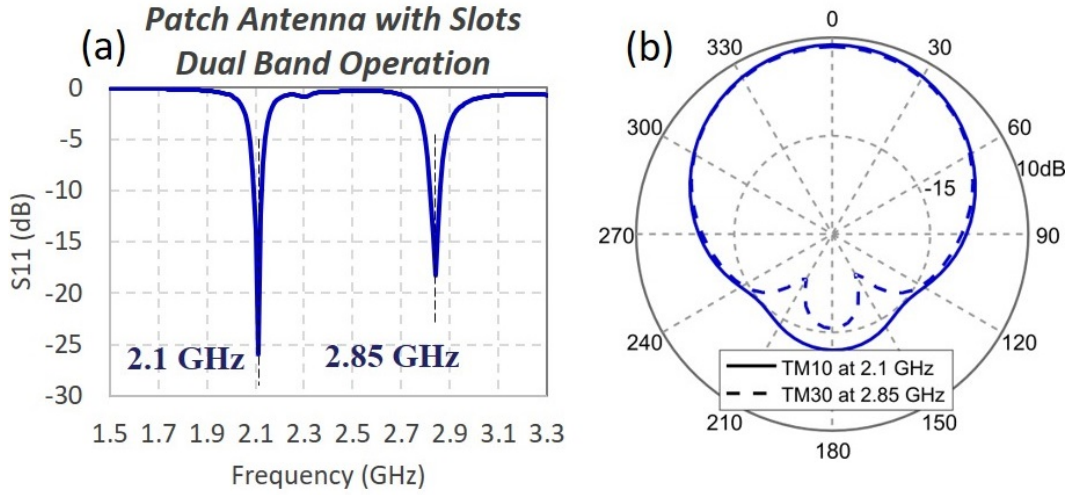 Patch Antenna with Slots
Dual Band Operation
(a)
0
-5
-10
-15
-20
-25
-30
S11 (dB)
2.1 GHz
2.85 GHz
1.5 1.7 1.9 2.1 2.3 2.5 2.7 2.9 3.1 3.3
Frequency (GHz)
(b)
0
30
60
90
120
150
180
210
240
270
300
330
10dB
-15
TM10 at 2.1 GHz
TM30 at 2.85 GHz